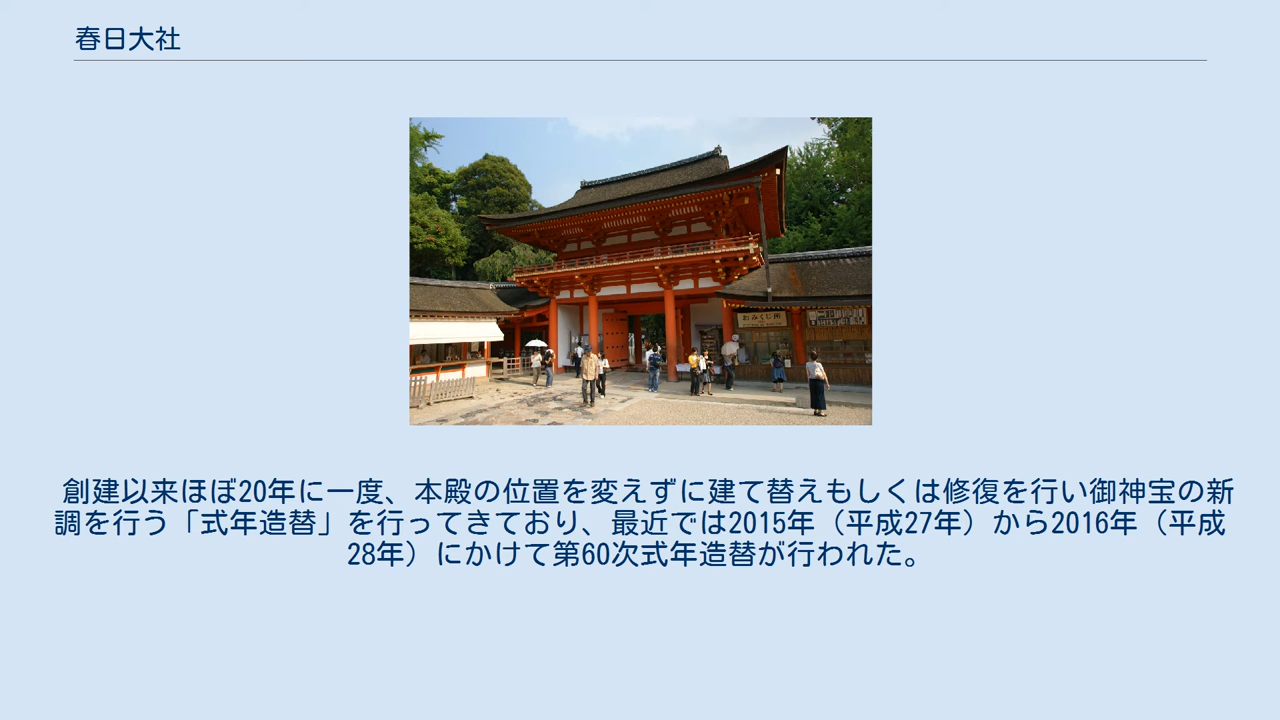 春日大社
おみくじ所
創建以来ほぼ20年に一度、本殿の位置を変えずに建て替えもしくは修復を行い御神宝の新
調を行う「式年造替」を行ってきており、最近では2015年（平成27年）から2016年（平成
28年）にかけて第60次式年造替が行われた。